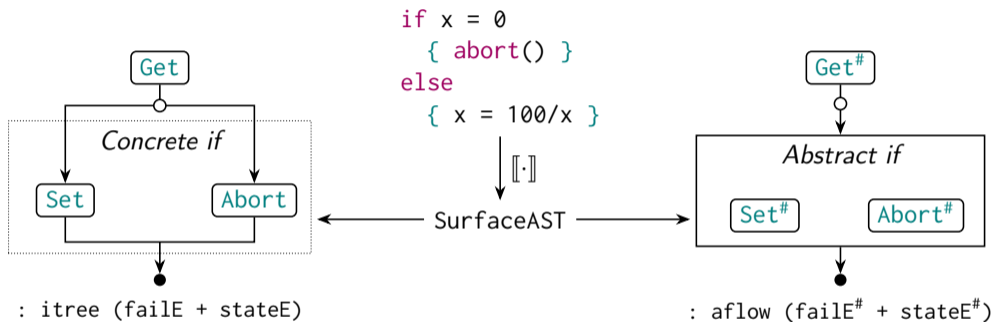 if x = 0
{ abort() }
else
{ x = 100/x }
Get
Concrete if
Set
Abort
⟦·⟧
SurfaceAST
Get#
Abstract if
Set#
Abort#
: itree (failE + stateE)
: aflow (failE# + stateE#)